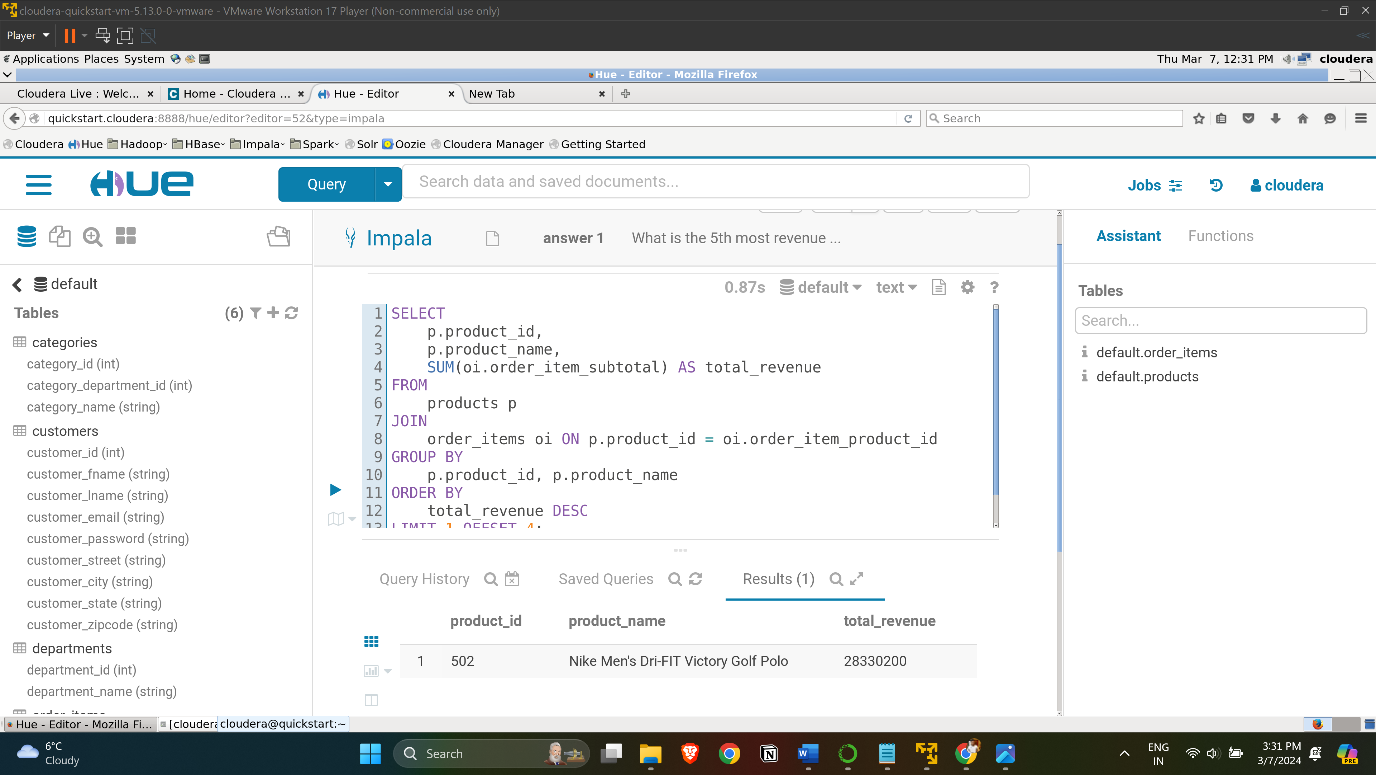 cloudera-quickstart-vm-5.13.0-0-vmware - VMware Workstation 17 Player (Non-commercial use only)
Player
Applications Places System
Thu Mar 7, 12:31 PM cloudera
Hue - Editor - Mozilla Firefox
Cloudera Live : Welc... Home - Cloudera ... Hue - Editor New Tab
quickstart.cloudera:8888/hue/editor?editor=52&type=impala
Search
Cloudera Hue Hadoop HBase Impala Spark Solr Oozie Cloudera Manager Getting Started
HUE
Query
Search data and saved documents...
Jobs
cloudera
Impala
answer 1
What is the 5th most revenue ...
Assistant
Functions
default
Tables
(6)
categories
category_id (int)
category_department_id (int)
category_name (string)
customers
customer_id (int)
customer_fname (string)
customer_lname (string)
customer_email (string)
customer_password (string)
customer_street (string)
customer_city (string)
customer_state (string)
customer_zipcode (string)
departments
department_id (int)
department_name (string)
0.87s default text ?
1 SELECT
2 p.product_id,
3 p.product_name,
4 SUM(oi.order_item_subtotal) AS total_revenue
5 FROM
6 products p
7 JOIN
8 order_items oi ON p.product_id = oi.order_item_product_id
9 GROUP BY
10 p.product_id, p.product_name
11 ORDER BY
12 total_revenue DESC
13 LIMIT 1 OFFSET 4;
Query History
Saved Queries
Results (1)
product_id product_name total_revenue
1 502 Nike Men's Dri-FIT Victory Golf Polo 28330200
Tables
Search...
default.order_items
default.products
Hue - Editor - Mozilla Fi... [cloudera cloudera@quickstart:~
6°C
Cloudy
Search
ENG
IN
3:31 PM
3/7/2024
PRE